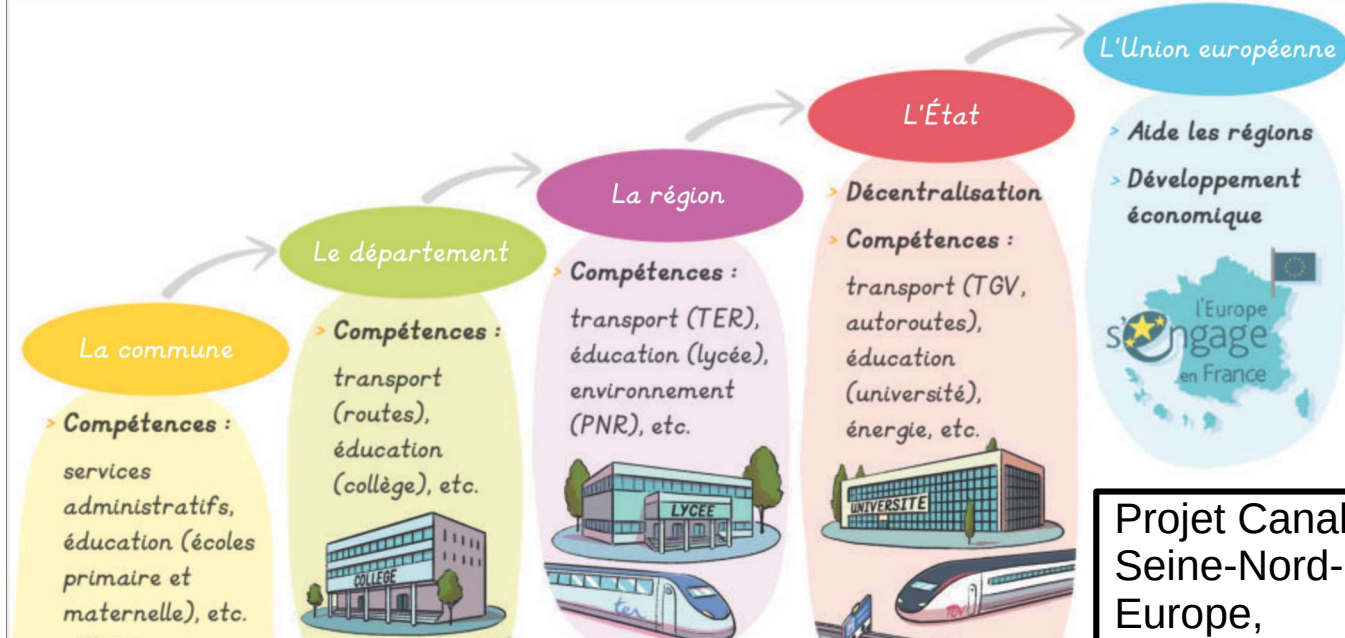 L'Union européenne
> Aide les régions
> Développement
économique
l'Europe
s'engage
en France
L'État
> Décentralisation
> Compétences :
transport (TGV,
autoroutes),
éducation
(université),
énergie, etc.
UNIVERSITE
TGV
La région
> Compétences :
transport (TER),
éducation (lycée),
environnement
(PNR), etc.
LYCEE
ter
Le département
> Compétences :
transport
(routes),
éducation
(collège), etc.
COLLEGE
La commune
> Compétences :
services
administratifs,
éducation (écoles
primaire et
maternelle), etc.
Projet Canal
Seine-Nord-
Europe,